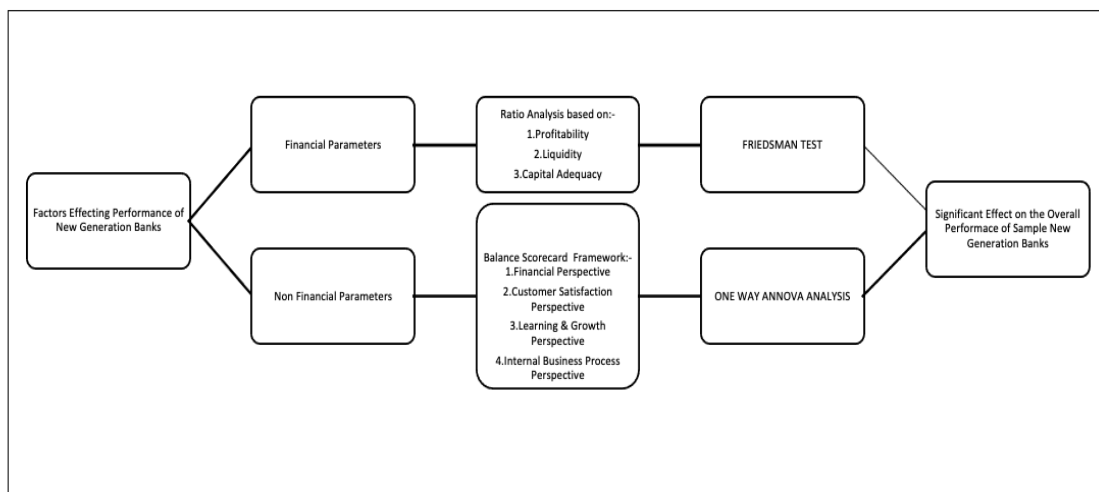 Factors Effecting Performance of
New Generation Banks
Financial Parameters
Ratio Analysis based on:-
1.Profitability
2.Liquidity
3.Capital Adequacy
FRIEDSMAN TEST
Non Financial Parameters
Balance Scorecard Framework:-
1.Financial Perspective
2.Customer Satisfaction
Perspective
3.Learning & Growth
Perspective
4.Internal Business Process
Perspective
ONE WAY ANNOVA ANALYSIS
Significant Effect on the Overall
Performace of Sample New
Generation Banks